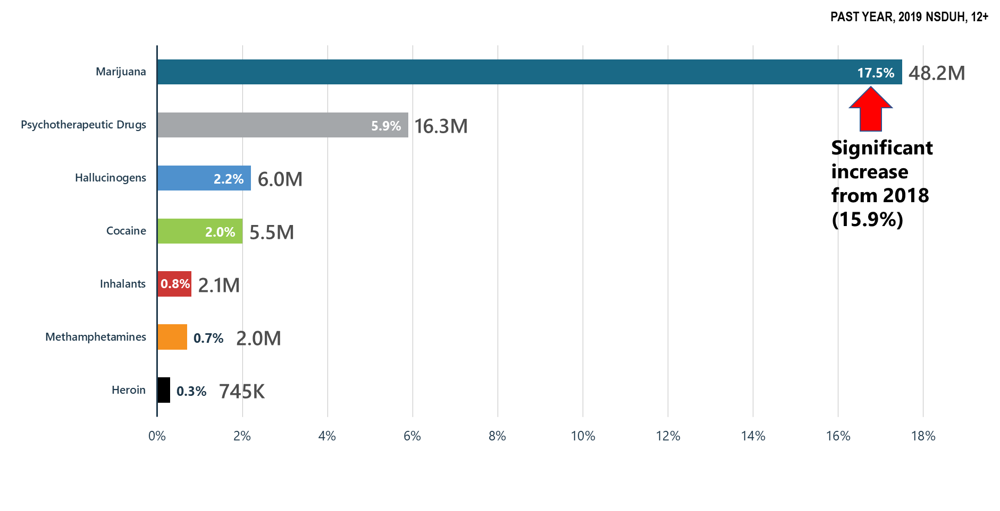 PAST YEAR, 2019 NSDUH, 12+
Marijuana 17.5% 48.2M
Psychotherapeutic Drugs 5.9% 16.3M
Significant
increase
from 2018
(15.9%)
Hallucinogens 2.2% 6.0M
Cocaine 2.0% 5.5M
Inhalants 0.8% 2.1M
Methamphetamines 0.7% 2.0M
Heroin 0.3% 745K
0% 2% 4% 6% 8% 10% 12% 14% 16% 18%